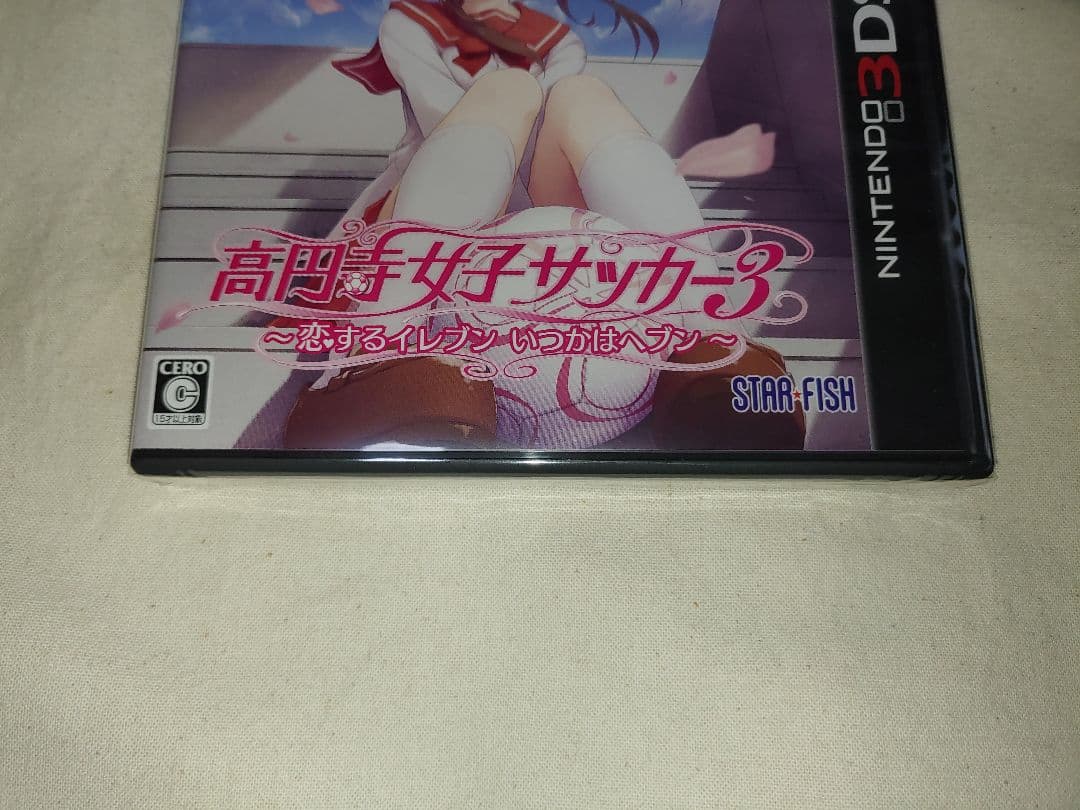 NINTENDO 3DS
高円寺女子サッカー3
～恋するイレブン いつかはヘブン～
CERO
C
15才以上対象
STAR FISH